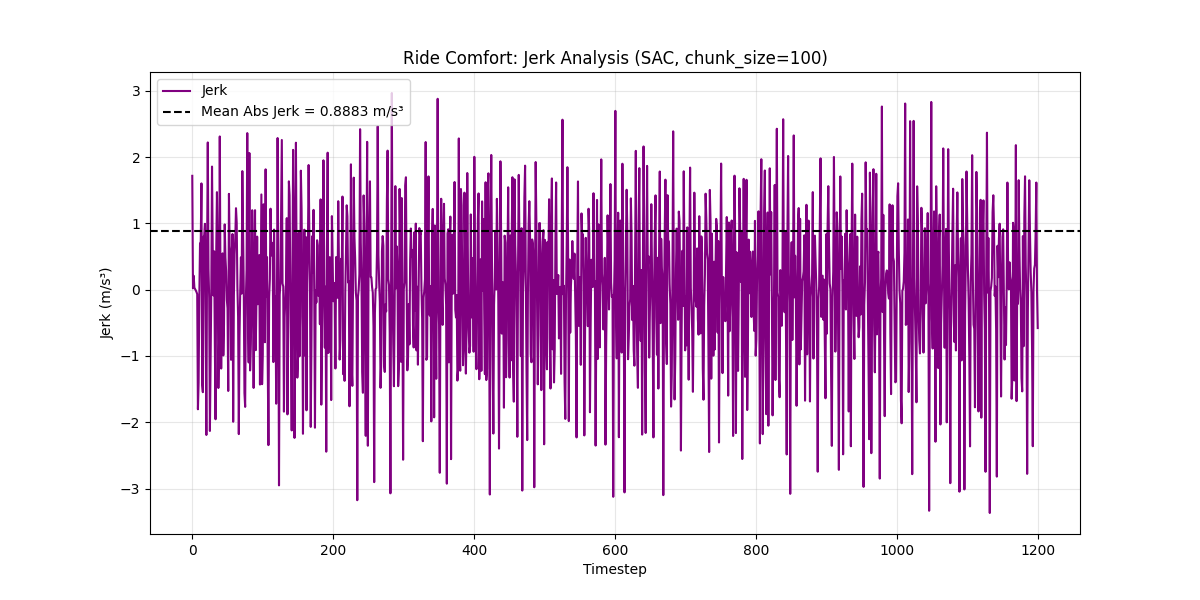 Ride Comfort: Jerk Analysis (SAC, chunk_size=100)
Jerk
Mean Abs Jerk = 0.8883 m/s³
Jerk (m/s³)
3
2
1
0
−1
−2
−3
0 200 400 600 800 1000 1200
Timestep